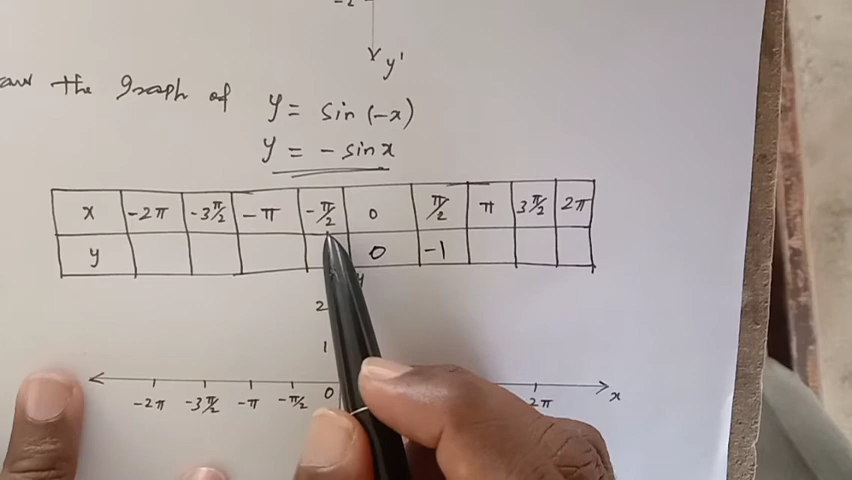 -2
y'
the graph of y = sin(-x)
y = - sinx
x -2π -3π/2 -π -π/2 0 π/2 π 3π/2 2π
y 0 -1
2
1
-2π -3π/2 -π -π/2 0 2π x